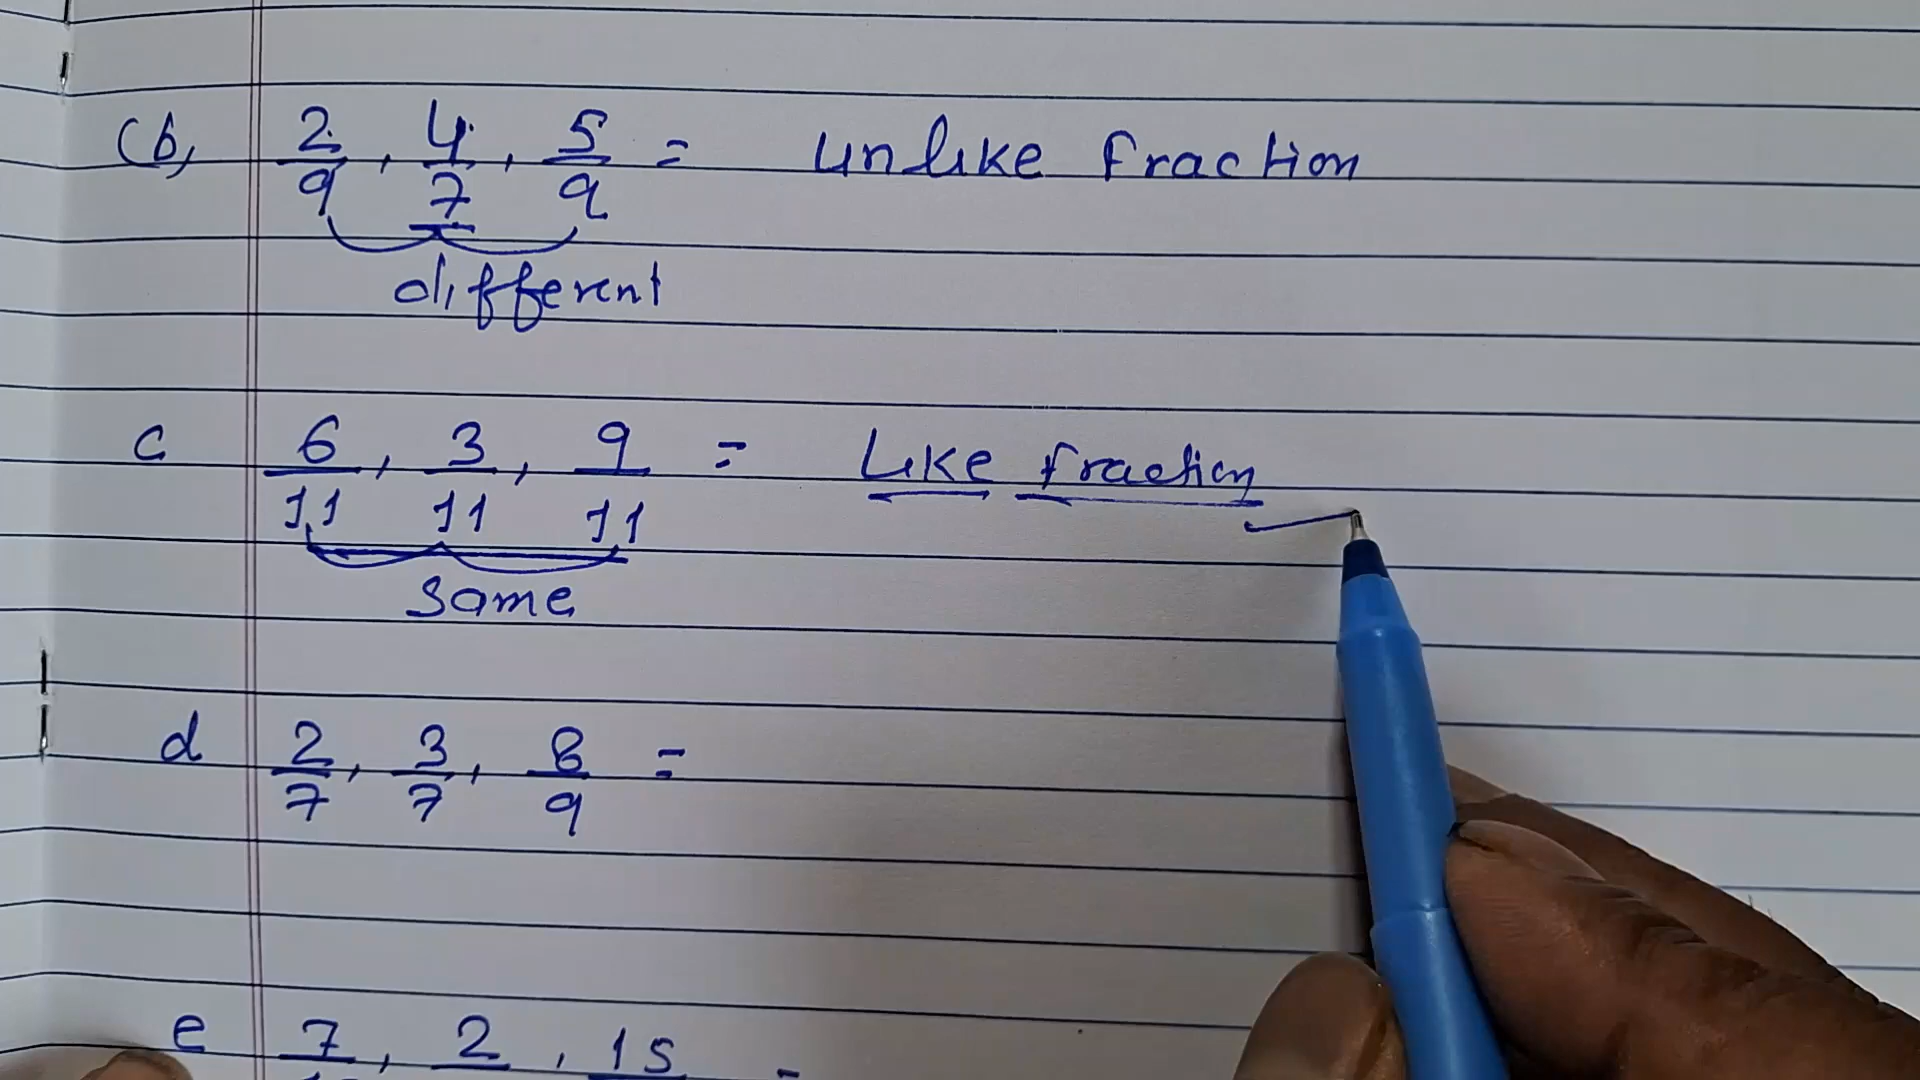 (b, 2/9, 4/7, 5/9 = unlike fraction
different
c 6/11, 3/11, 9/11 = Like fraction
same
d 2/7, 3/7, 8/9 =
e 7, 2, 15